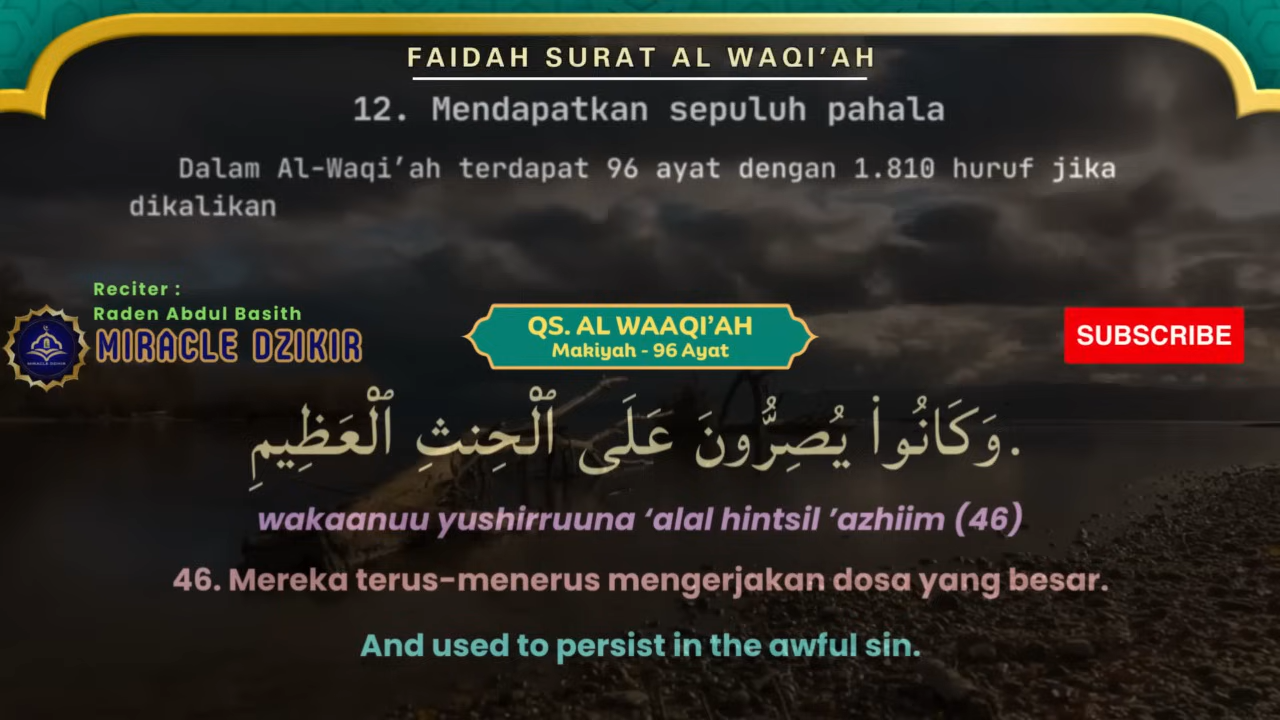 FAIDAH SURAT AL WAQI’AH
12. Mendapatkan sepuluh pahala
Dalam Al-Waqi’ah terdapat 96 ayat dengan 1.810 huruf jika
dikalikan
Reciter :
Raden Abdul Basith
MIRACLE DZIKIR
MIRACLE DZIKIR
QS. AL WAAQI’AH
Makiyah - 96 Ayat
SUBSCRIBE
وَكَانُوا۟ يُصِرُّونَ عَلَى ٱلْحِنثِ ٱلْعَظِيمِ.
wakaanuu yushirruuna ‘alal hintsil ’azhiim (46)
46. Mereka terus-menerus mengerjakan dosa yang besar.
And used to persist in the awful sin.